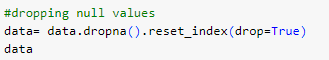 #dropping null values
data= data.dropna().reset_index(drop=True)
data